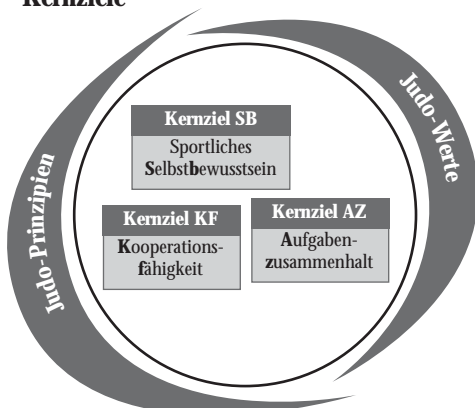 Kernziele
Judo-Werte
Kernziel SB
Sportliches
Selbstbewusstsein
Kernziel KF
Kooperations-
fähigkeit
Kernziel AZ
Aufgaben-
zusammenhalt
Judo-Prinzipien